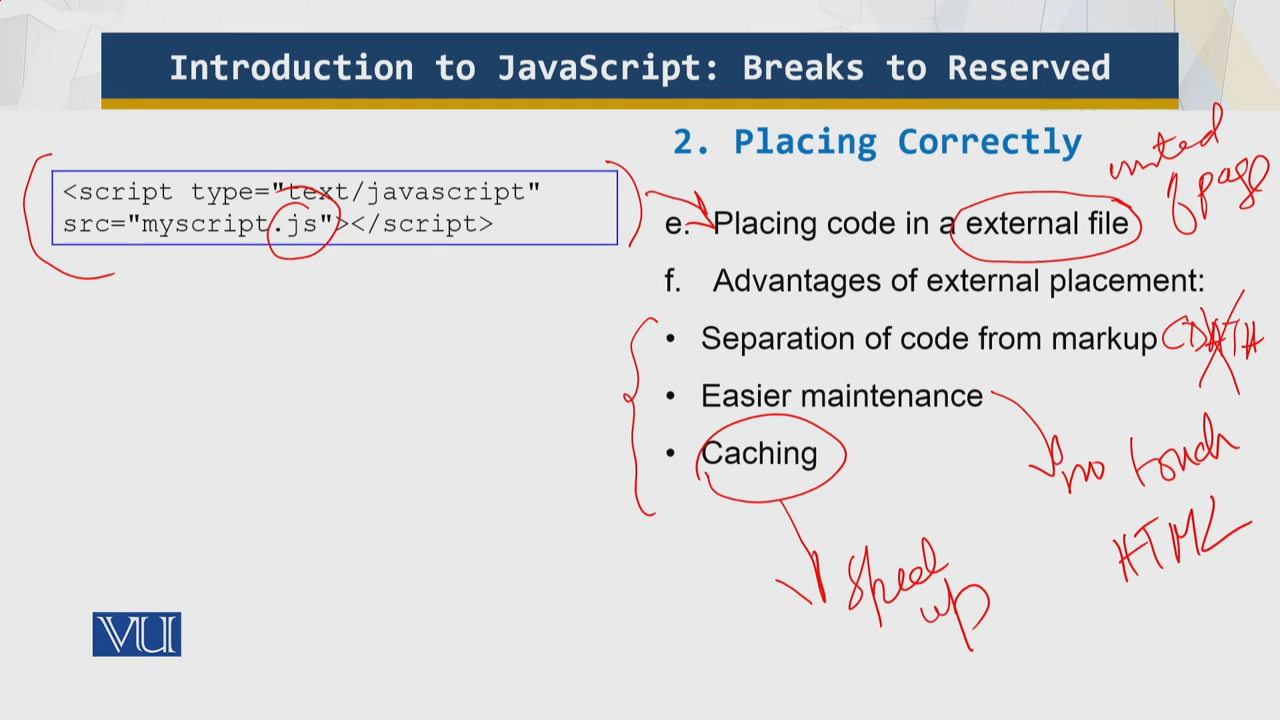 Introduction to JavaScript: Breaks to Reserved
2. Placing Correctly
<script type="text/javascript"
src="myscript.js"></script>
e. Placing code in a external file
f. Advantages of external placement:
• Separation of code from markup CDATA
• Easier maintenance
• Caching
no touch
HTML
Speed
up
page
VU